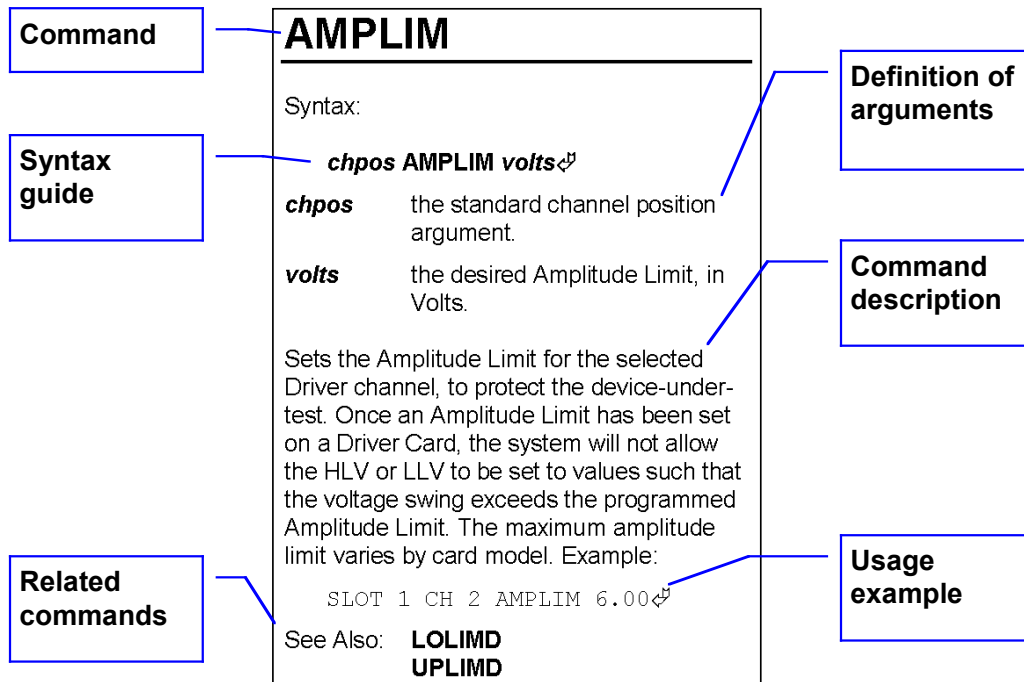 Command
AMPLIM
Definition of
arguments
Syntax:
Syntax
guide
chpos AMPLIM volts↵
chpos the standard channel position
argument.
volts the desired Amplitude Limit, in
Volts.
Command
description
Sets the Amplitude Limit for the selected
Driver channel, to protect the device-under-
test. Once an Amplitude Limit has been set
on a Driver Card, the system will not allow
the HLV or LLV to be set to values such that
the voltage swing exceeds the programmed
Amplitude Limit. The maximum amplitude
limit varies by card model. Example:
Usage
example
Related
commands
SLOT 1 CH 2 AMPLIM 6.00↵
See Also: LOLIMD
UPLIMD